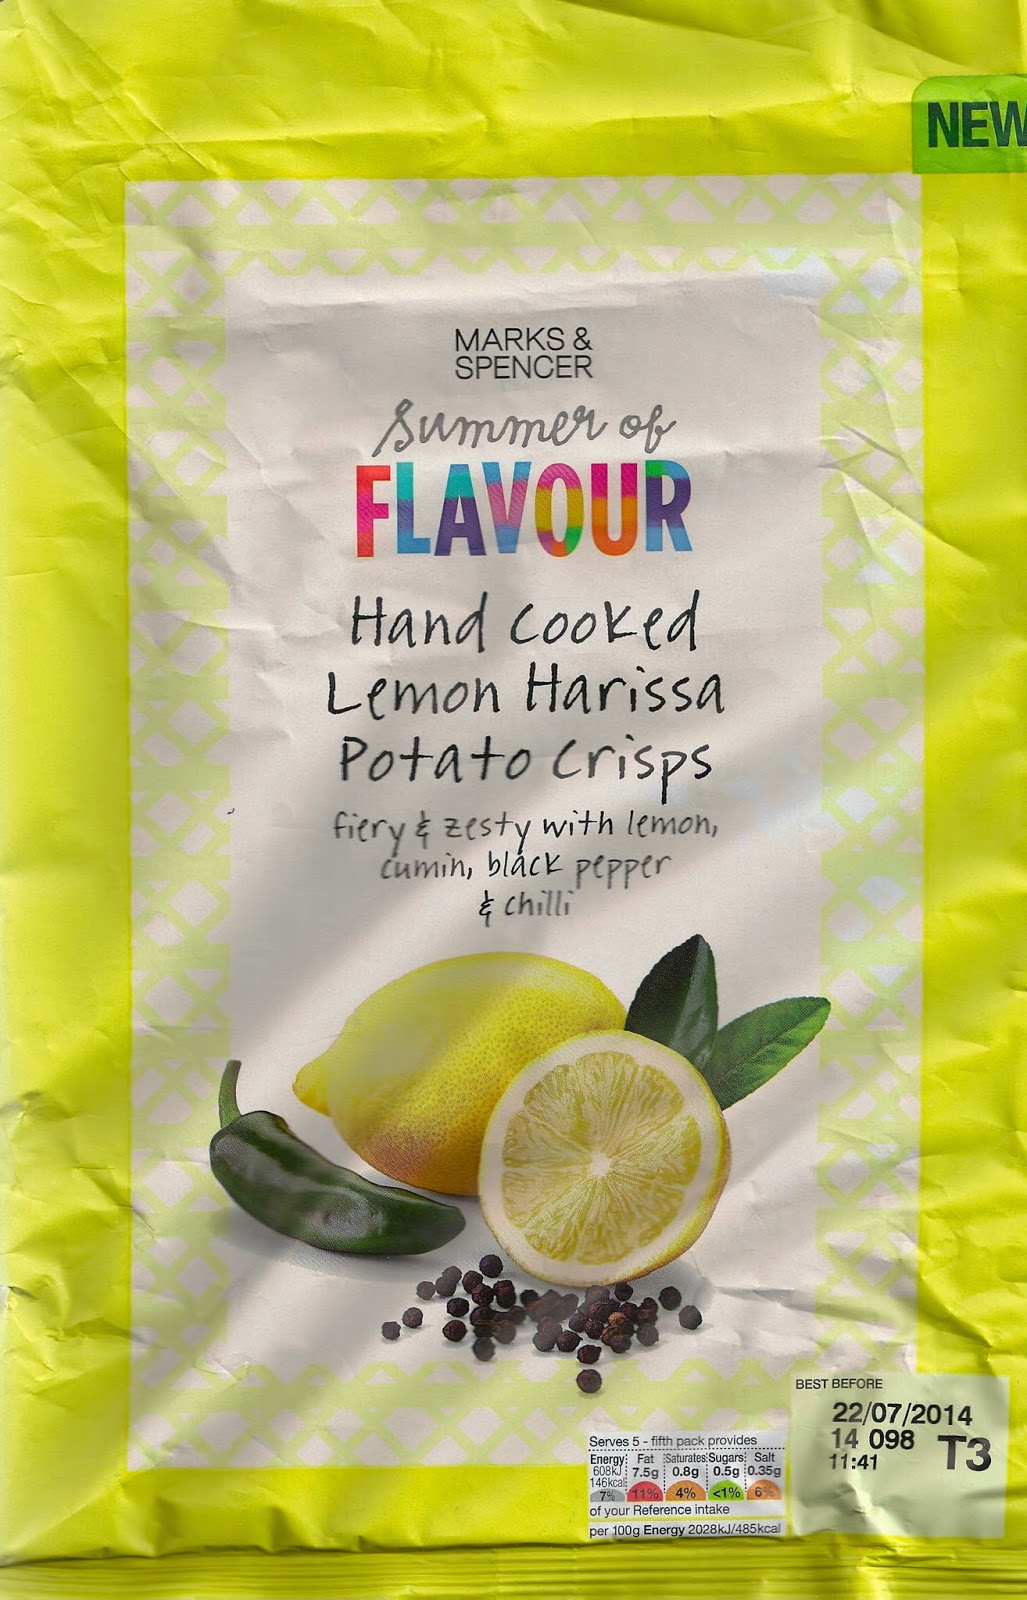 NEW
MARKS &
SPENCER
summer of
FLAVOUR
Hand Cooked
Lemon Harissa
Potato Crisps
fiery & zesty with lemon,
cumin, black pepper
& chilli
BEST BEFORE
22/07/2014
14 098 T3
11:41
Serves 5 - fifth pack provides
Energy Fat Saturates Sugars Salt
608kJ 7.5g 0.8g 0.5g 0.35g
146kcal
7% 11% 4% <1% 6%
of your Reference intake
per 100g Energy 2028kJ/485kcal